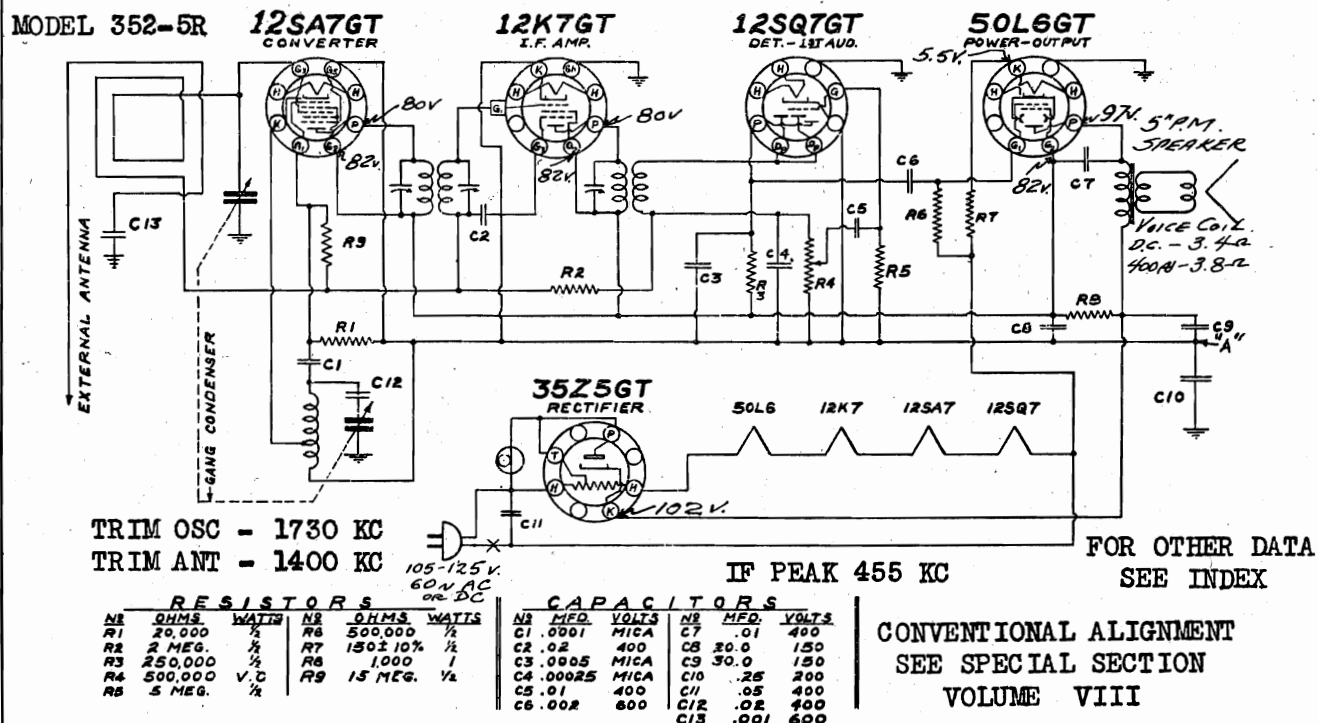 MODEL 352-5R
12SA7GT
CONVERTER
12K7GT
I.F. AMP.
12SQ7GT
DET.-1ST AUD.
50L6GT
POWER-OUTPUT
5.5V.
G3 G5
H H
K P
80V
82V.
K G1
H H
G. P
80V
82V.
H
H G
P
K
H H
P
97V.
G1
82V.
5" P.M.
SPEAKER
C6
C7
C13
R9
C2
R2
C3
R3
C4
R4
C5
R5
R6
R7
VOICE COIL
D.C. - 3.4Ω
400~-3.8Ω
R8
C8
C9
"A"
R1
C1
C12
C10
EXTERNAL ANTENNA
GANG CONDENSER
35Z5GT
RECTIFIER
P
T
H H
K
102V.
C11
50L6 12K7 12SA7 12SQ7
TRIM OSC - 1730 KC
TRIM ANT - 1400 KC
105-125V.
60~ AC
OR DC
IF PEAK 455 KC
FOR OTHER DATA
SEE INDEX
RESISTORS
Nº OHMS WATTS Nº OHMS WATTS
R1 20,000 ½ R6 500,000 ½
R2 2 MEG. ½ R7 150±10% ½
R3 250,000 ½ R8 1,000 1
R4 500,000 V.C R9 15 MEG. ½
R5 5 MEG. ½
CAPACITORS
Nº MFD. VOLTS Nº MFD. VOLTS
C1 .0001 MICA C7 .01 400
C2 .02 400 C8 20.0 150
C3 .0005 MICA C9 30.0 150
C4 .00025 MICA C10 .25 200
C5 .01 400 C11 .05 400
C6 .002 600 C12 .02 400
C13 .001 600
CONVENTIONAL ALIGNMENT
SEE SPECIAL SECTION
VOLUME VIII